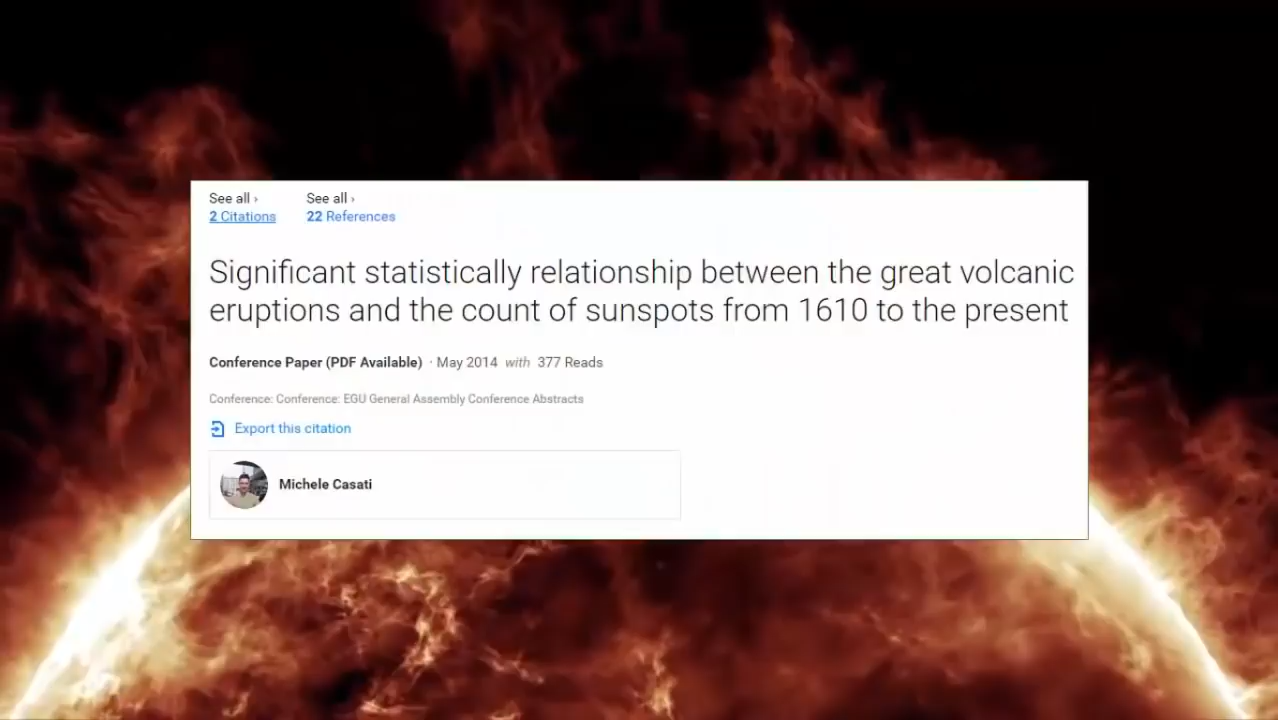 See all › See all ›
2 Citations 22 References
Significant statistically relationship between the great volcanic
eruptions and the count of sunspots from 1610 to the present
Conference Paper (PDF Available) · May 2014 with 377 Reads
Conference: Conference: EGU General Assembly Conference Abstracts
Export this citation
Michele Casati